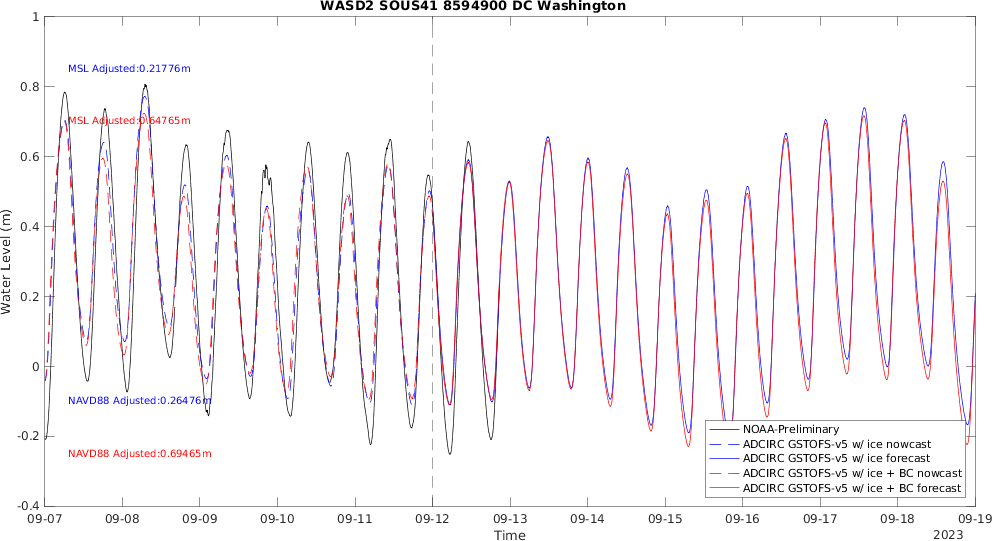 WASD2 SOUS41 8594900 DC Washington
Water Level (m)
1
0.8
0.6
0.4
0.2
0
-0.2
-0.4
MSL Adjusted:0.21776m
MSL Adjusted:0.64765m
NAVD88 Adjusted:0.26476m
NAVD88 Adjusted:0.69465m
NOAA-Preliminary
ADCIRC GSTOFS-v5 w/ ice nowcast
ADCIRC GSTOFS-v5 w/ ice forecast
ADCIRC GSTOFS-v5 w/ ice + BC nowcast
ADCIRC GSTOFS-v5 w/ ice + BC forecast
09-07 09-08 09-09 09-10 09-11 09-12 09-13 09-14 09-15 09-16 09-17 09-18 09-19
Time
2023